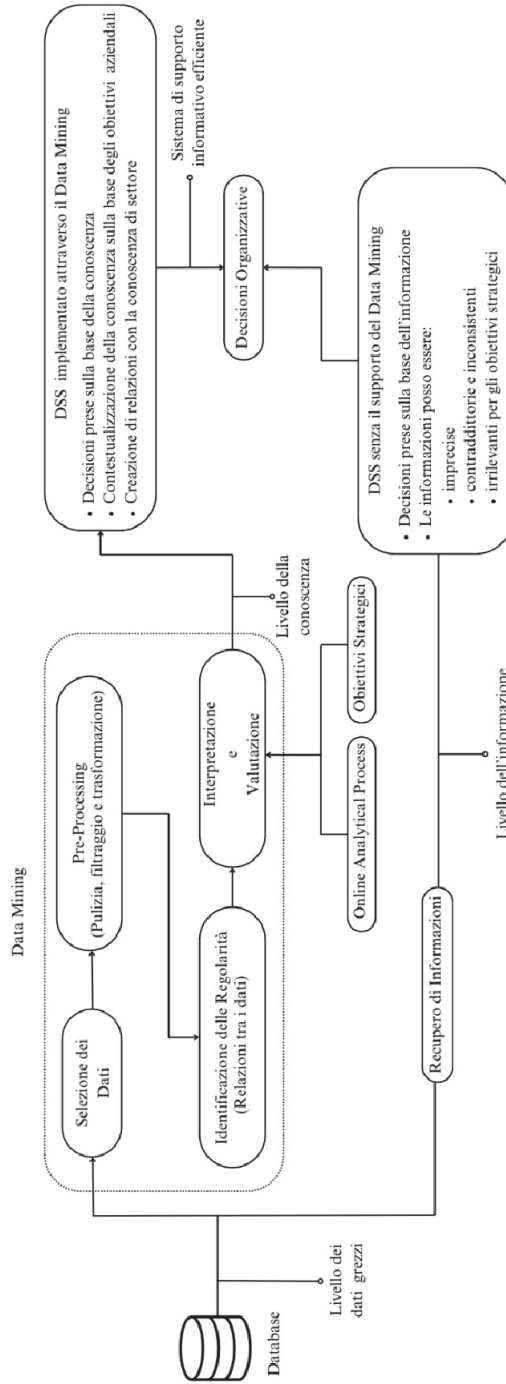 Database
Livello dei
dati grezzi
Data Mining
Selezione dei
Dati
Pre-Processing
(Pulizia, filtraggio e trasformazione)
Identificazione delle Regolarità
(Relazioni tra i dati)
Interpretazione
e
Valutazione
Online Analytical Process
Obiettivi Strategici
Livello della
conoscenza
Recupero di Informazioni
Livello dell'informazione
DSS implementato attraverso il Data Mining
• Decisioni prese sulla base della conoscenza
• Contestualizzazione della conoscenza sulla base degli obiettivi aziendali
• Creazione di relazioni con la conoscenza di settore
Sistema di supporto
informativo efficiente
Decisioni Organizzative
DSS senza il supporto del Data Mining
• Decisioni prese sulla base dell'informazione
• Le informazioni posso essere:
• imprecise
• contraddittorie e inconsistenti
• irrilevanti per gli obiettivi strategici